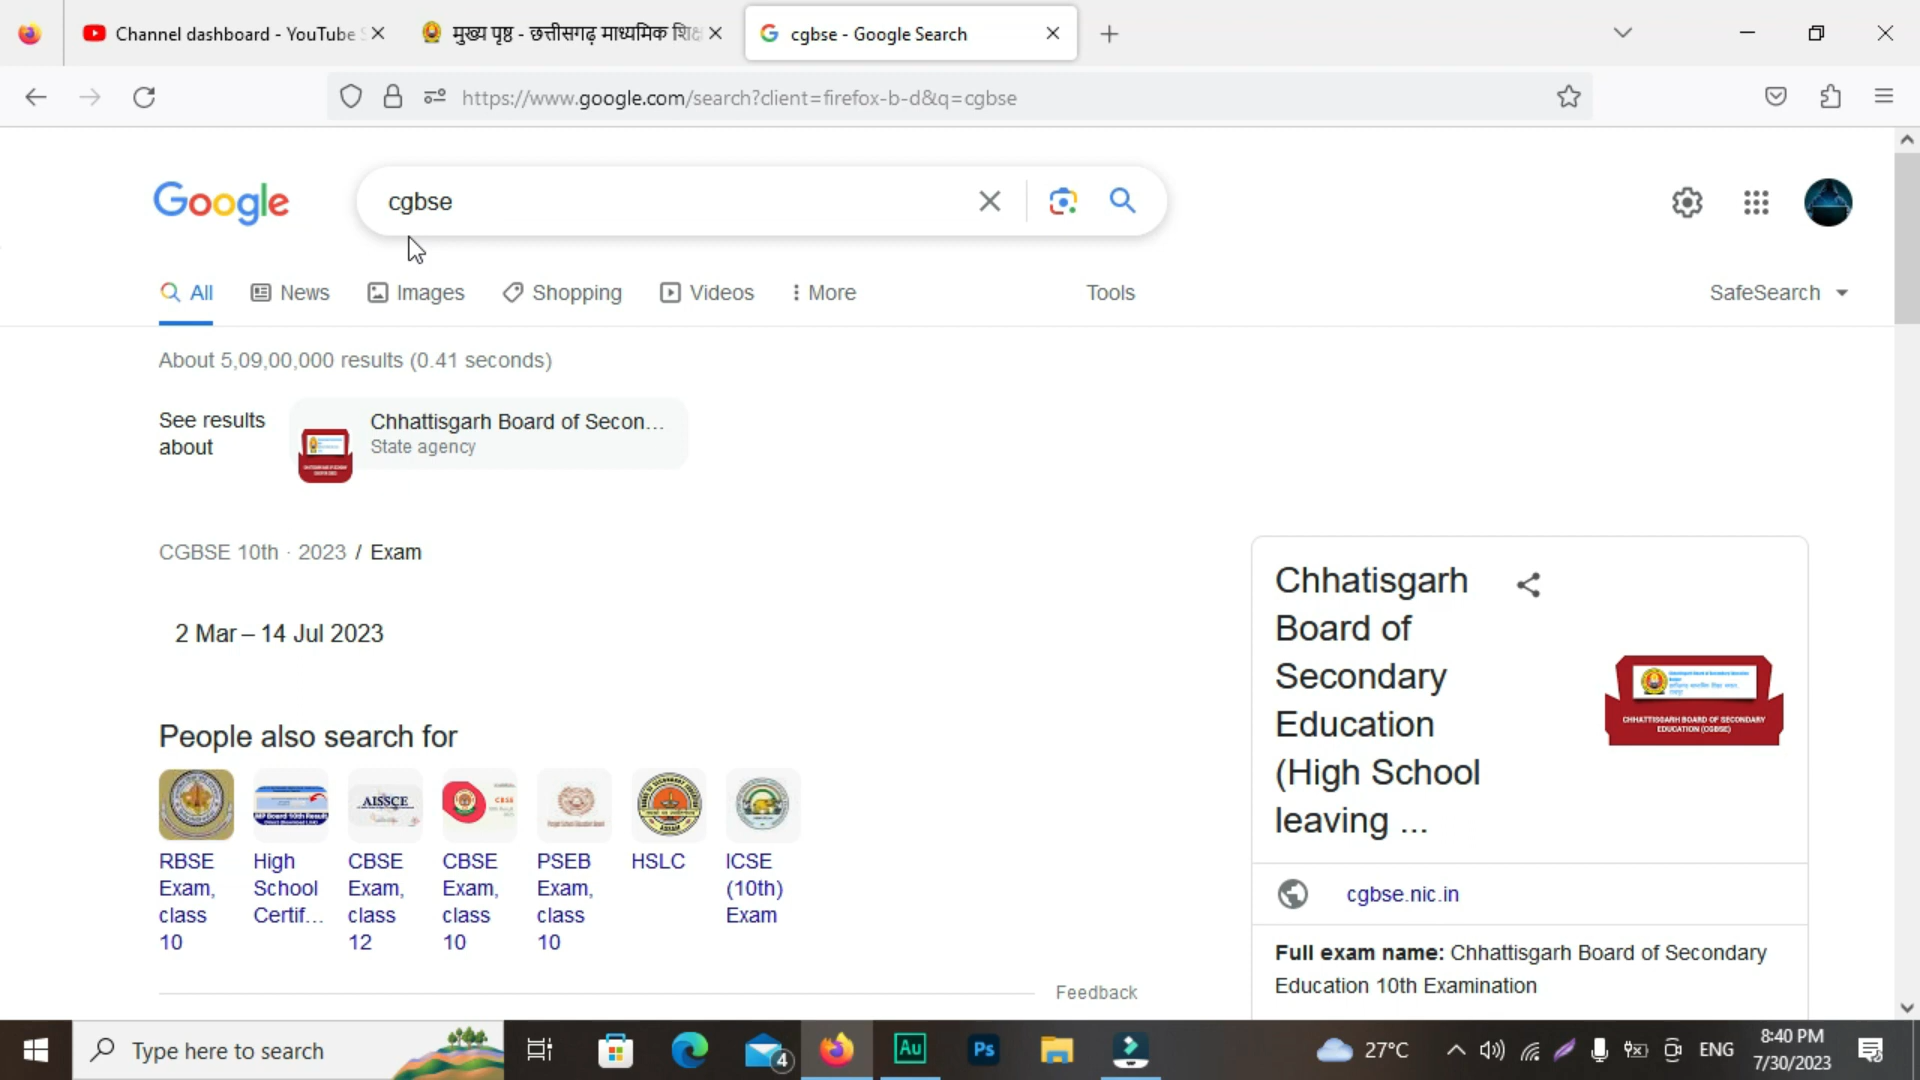 Channel dashboard - YouTube S
मुख्य पृष्ठ - छत्तीसगढ़ माध्यमिक शिक्ष
cgbse - Google Search
https://www.google.com/search?client=firefox-b-d&q=cgbse
Google
cgbse
All
News
Images
Shopping
Videos
More
Tools
SafeSearch
About 5,09,00,000 results (0.41 seconds)
See results
about
Chhattisgarh Board of Secon...
State agency
CGBSE 10th · 2023 / Exam
2 Mar – 14 Jul 2023
People also search for
AISSCE
RBSE
Exam,
class
10
High
School
Certif...
CBSE
Exam,
class
12
CBSE
Exam,
class
10
PSEB
Exam,
class
10
HSLC
ICSE
(10th)
Exam
Feedback
Chhatisgarh
Board of
Secondary
Education
(High School
leaving ...
CHHATTISGARH BOARD OF SECONDARY
EDUCATION (CGBSE)
cgbse.nic.in
Full exam name: Chhattisgarh Board of Secondary
Education 10th Examination
Type here to search
4
Au
Ps
27°C
ENG
8:40 PM
7/30/2023